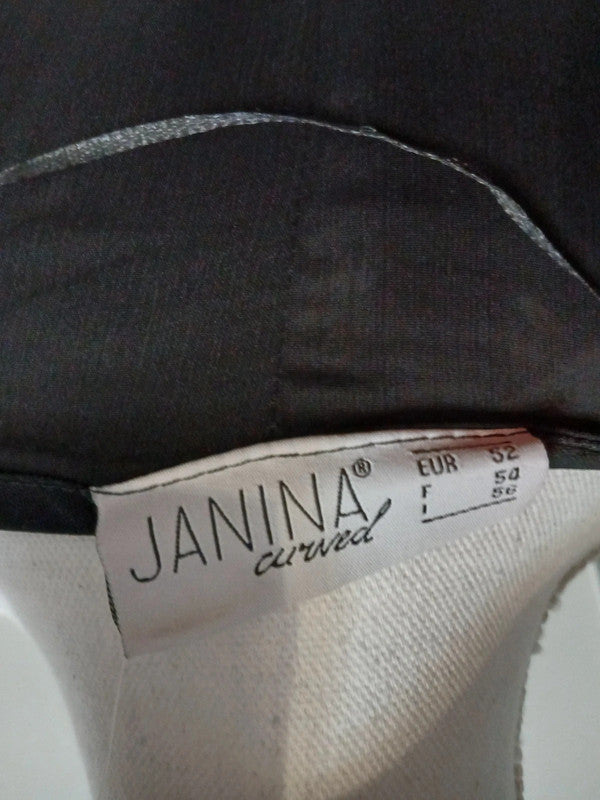 JANINA®
curved
EUR 52
F 54
I 56